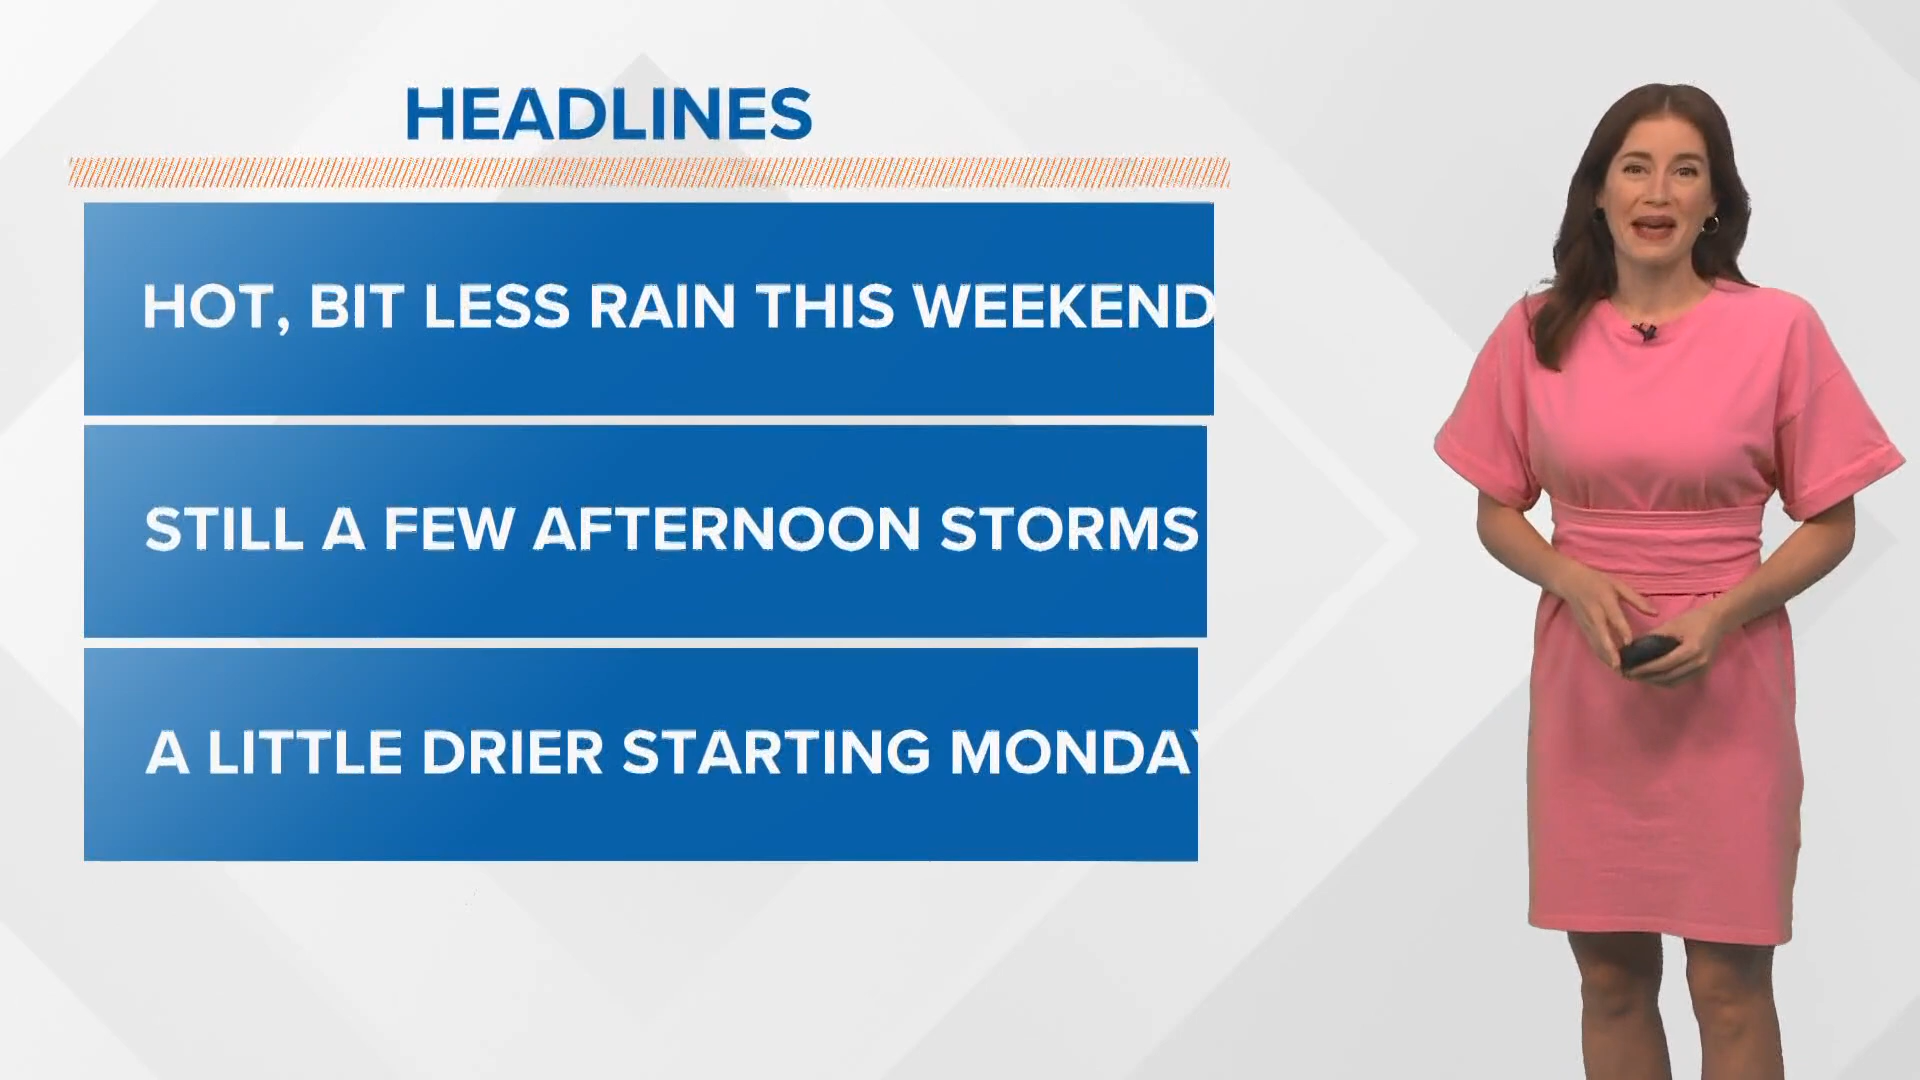 HEADLINES
HOT, BIT LESS RAIN THIS WEEKEND
STILL A FEW AFTERNOON STORMS
A LITTLE DRIER STARTING MONDAY